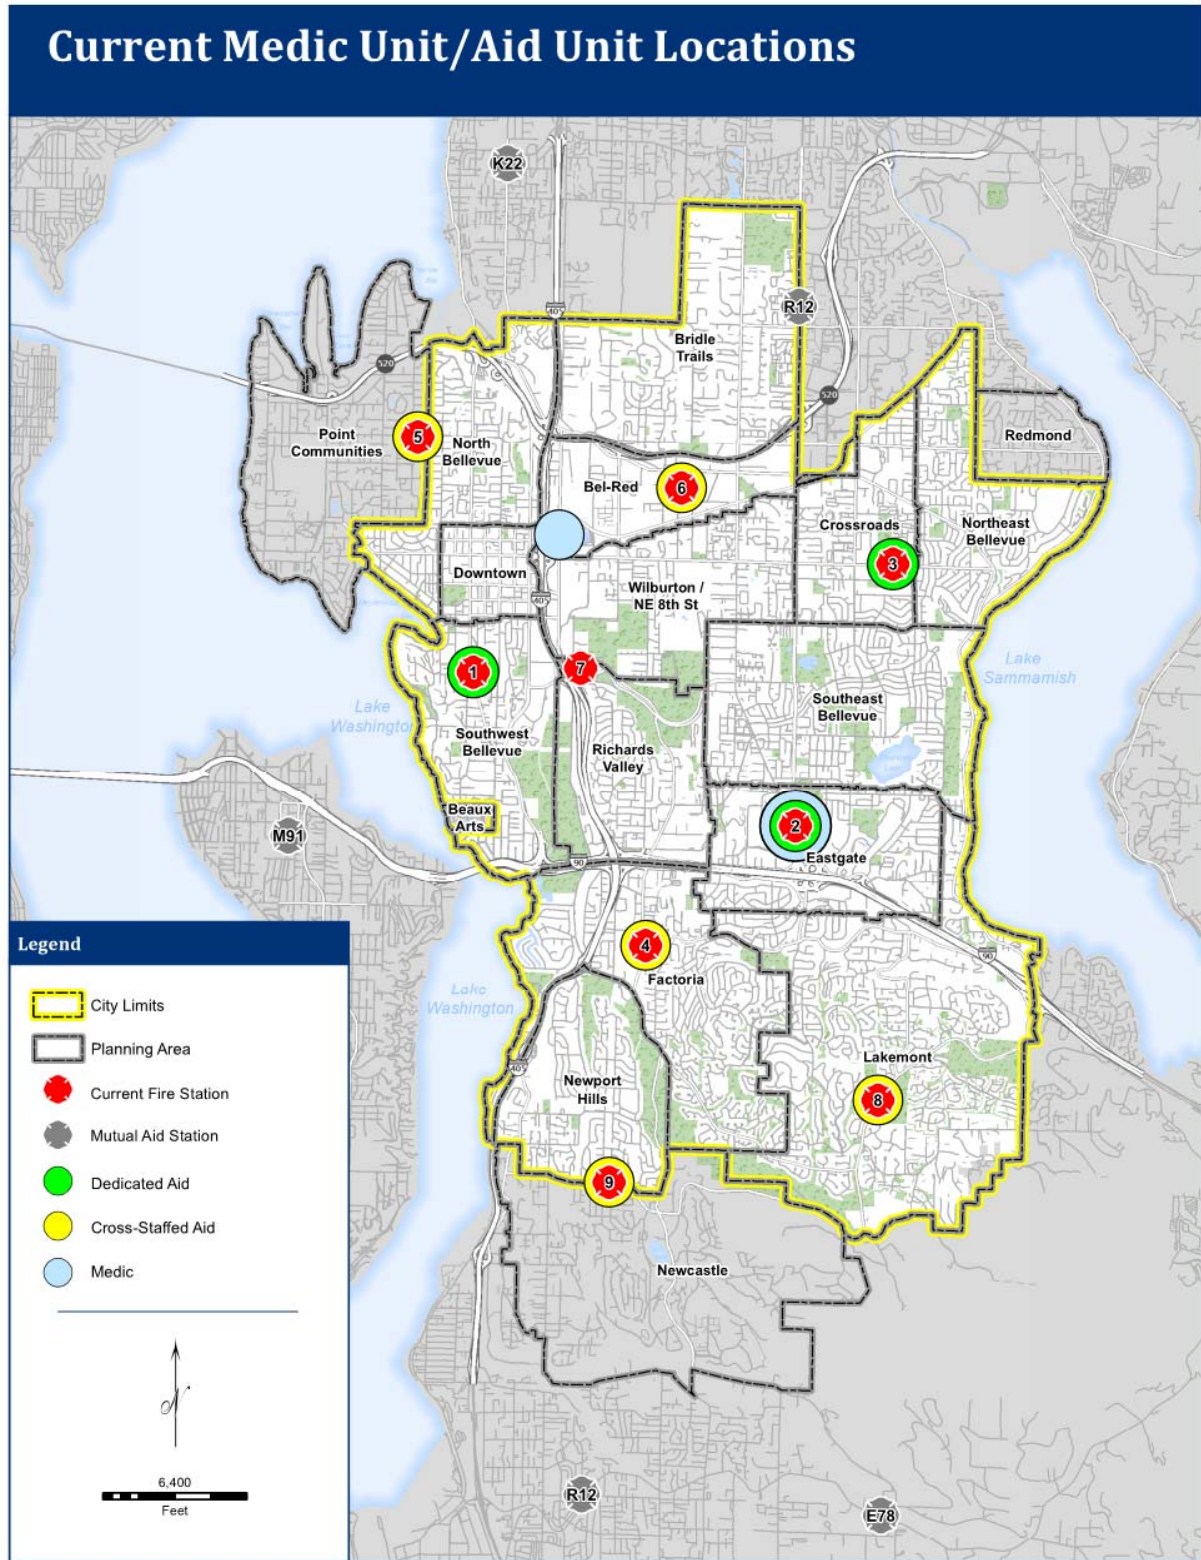 Current Medic Unit/Aid Unit Locations
K22
R12
405
Bridle
Trails
520
520
Redmond
5
Point
Communities
North
Bellevue
6
Bel-Red
Crossroads
Northeast
Bellevue
3
Downtown
Wilburton /
NE 8th St
405
7
1
Lake
Sammamish
Lake
Washington
Southeast
Bellevue
Southwest
Bellevue
Richards
Valley
Beaux
Arts
M91
2
Eastgate
90
4
Factoria
90
Lake
Washington
Lakemont
405
Newport
Hills
8
9
Newcastle
R12
E78
Legend
City Limits
Planning Area
Current Fire Station
Mutual Aid Station
Dedicated Aid
Cross-Staffed Aid
Medic
N
6,400
Feet